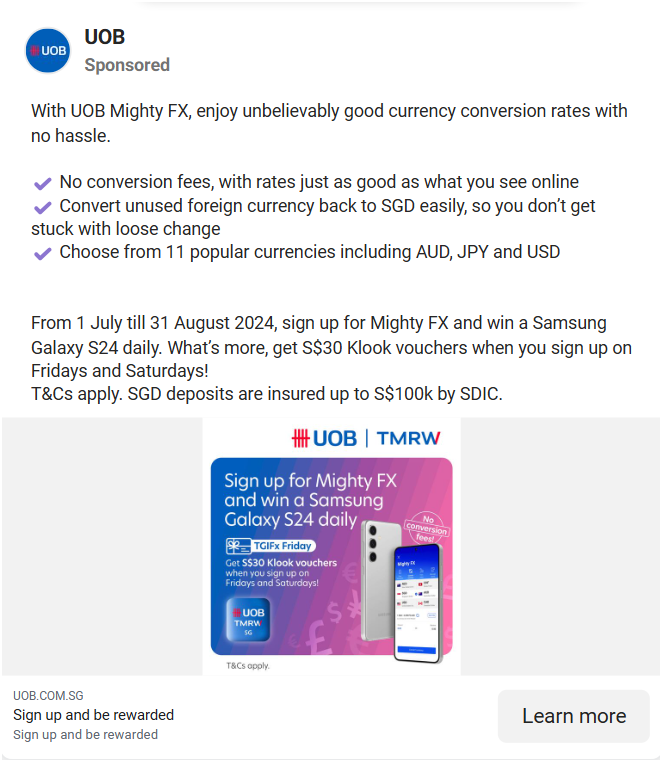 UOB
UOB
Sponsored
With UOB Mighty FX, enjoy unbelievably good currency conversion rates with
no hassle.
No conversion fees, with rates just as good as what you see online
Convert unused foreign currency back to SGD easily, so you don’t get
stuck with loose change
Choose from 11 popular currencies including AUD, JPY and USD
From 1 July till 31 August 2024, sign up for Mighty FX and win a Samsung
Galaxy S24 daily. What’s more, get S$30 Klook vouchers when you sign up on
Fridays and Saturdays!
T&Cs apply. SGD deposits are insured up to S$100k by SDIC.
UOB | TMRW
Sign up for Mighty FX
and win a Samsung
Galaxy S24 daily
No
conversion
fees!
TGIFx Friday
Get S$30 Klook vouchers
when you sign up on
Fridays and Saturdays!
Mighty FX
UOB
TMRW
SG
T&Cs apply.
UOB.COM.SG
Sign up and be rewarded
Sign up and be rewarded
Learn more